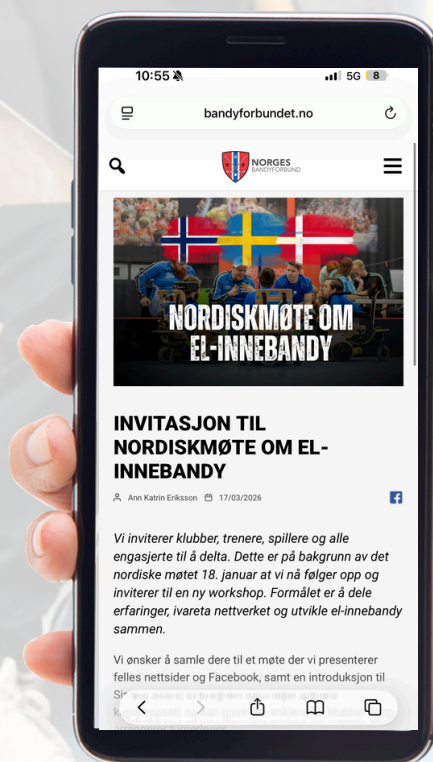 10:55
5G 8
bandyforbundet.no
NORGES
BANDYFORBUND
NORDISKMØTE OM
EL-INNEBANDY
INVITASJON TIL
NORDISKMØTE OM EL-
INNEBANDY
Ann Katrin Eriksson 17/03/2026
Vi inviterer klubber, trenere, spillere og alle
engasjerte til å delta. Dette er på bakgrunn av det
nordiske møtet 18. januar at vi nå følger opp og
inviterer til en ny workshop. Formålet er å dele
erfaringer, ivareta nettverket og utvikle el-innebandy
sammen.
Vi ønsker å samle dere til et møte der vi presenterer
felles nettsider og Facebook, samt en introduksjon til